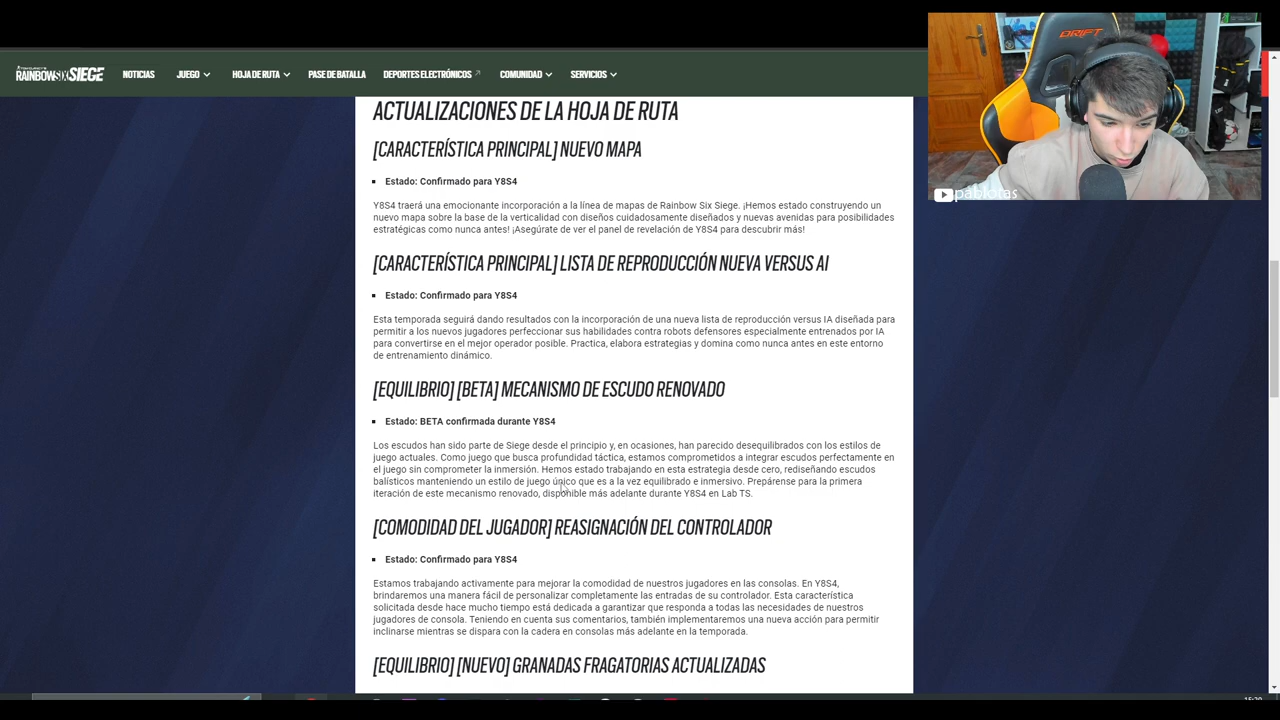 RAINBOWSIX SIEGE
NOTICIAS
JUEGO
HOJA DE RUTA
PASE DE BATALLA
DEPORTES ELECTRÓNICOS
COMUNIDAD
SERVICIOS
DRIFT
pablotas
ACTUALIZACIONES DE LA HOJA DE RUTA
[CARACTERÍSTICA PRINCIPAL] NUEVO MAPA
Estado: Confirmado para Y8S4
Y8S4 traerá una emocionante incorporación a la línea de mapas de Rainbow Six Siege. ¡Hemos estado construyendo un
nuevo mapa sobre la base de la verticalidad con diseños cuidadosamente diseñados y nuevas avenidas para posibilidades
estratégicas como nunca antes! ¡Asegúrate de ver el panel de revelación de Y8S4 para descubrir más!
[CARACTERÍSTICA PRINCIPAL] LISTA DE REPRODUCCIÓN NUEVA VERSUS AI
Estado: Confirmado para Y8S4
Esta temporada seguirá dando resultados con la incorporación de una nueva lista de reproducción versus IA diseñada para
permitir a los nuevos jugadores perfeccionar sus habilidades contra robots defensores especialmente entrenados por IA
para convertirse en el mejor operador posible. Practica, elabora estrategias y domina como nunca antes en este entorno
de entrenamiento dinámico.
[EQUILIBRIO] [BETA] MECANISMO DE ESCUDO RENOVADO
Estado: BETA confirmada durante Y8S4
Los escudos han sido parte de Siege desde el principio y, en ocasiones, han parecido desequilibrados con los estilos de
juego actuales. Como juego que busca profundidad táctica, estamos comprometidos a integrar escudos perfectamente en
el juego sin comprometer la inmersión. Hemos estado trabajando en esta estrategia desde cero, rediseñando escudos
balísticos manteniendo un estilo de juego único que es a la vez equilibrado e inmersivo. Prepárense para la primera
iteración de este mecanismo renovado, disponible más adelante durante Y8S4 en Lab TS.
[COMODIDAD DEL JUGADOR] REASIGNACIÓN DEL CONTROLADOR
Estado: Confirmado para Y8S4
Estamos trabajando activamente para mejorar la comodidad de nuestros jugadores en las consolas. En Y8S4,
brindaremos una manera fácil de personalizar completamente las entradas de su controlador. Esta característica
solicitada desde hace mucho tiempo está dedicada a garantizar que responda a todas las necesidades de nuestros
jugadores de consola. Teniendo en cuenta sus comentarios, también implementaremos una nueva acción para permitir
inclinarse mientras se dispara con la cadera en consolas más adelante en la temporada.
[EQUILIBRIO] [NUEVO] GRANADAS FRAGATORIAS ACTUALIZADAS